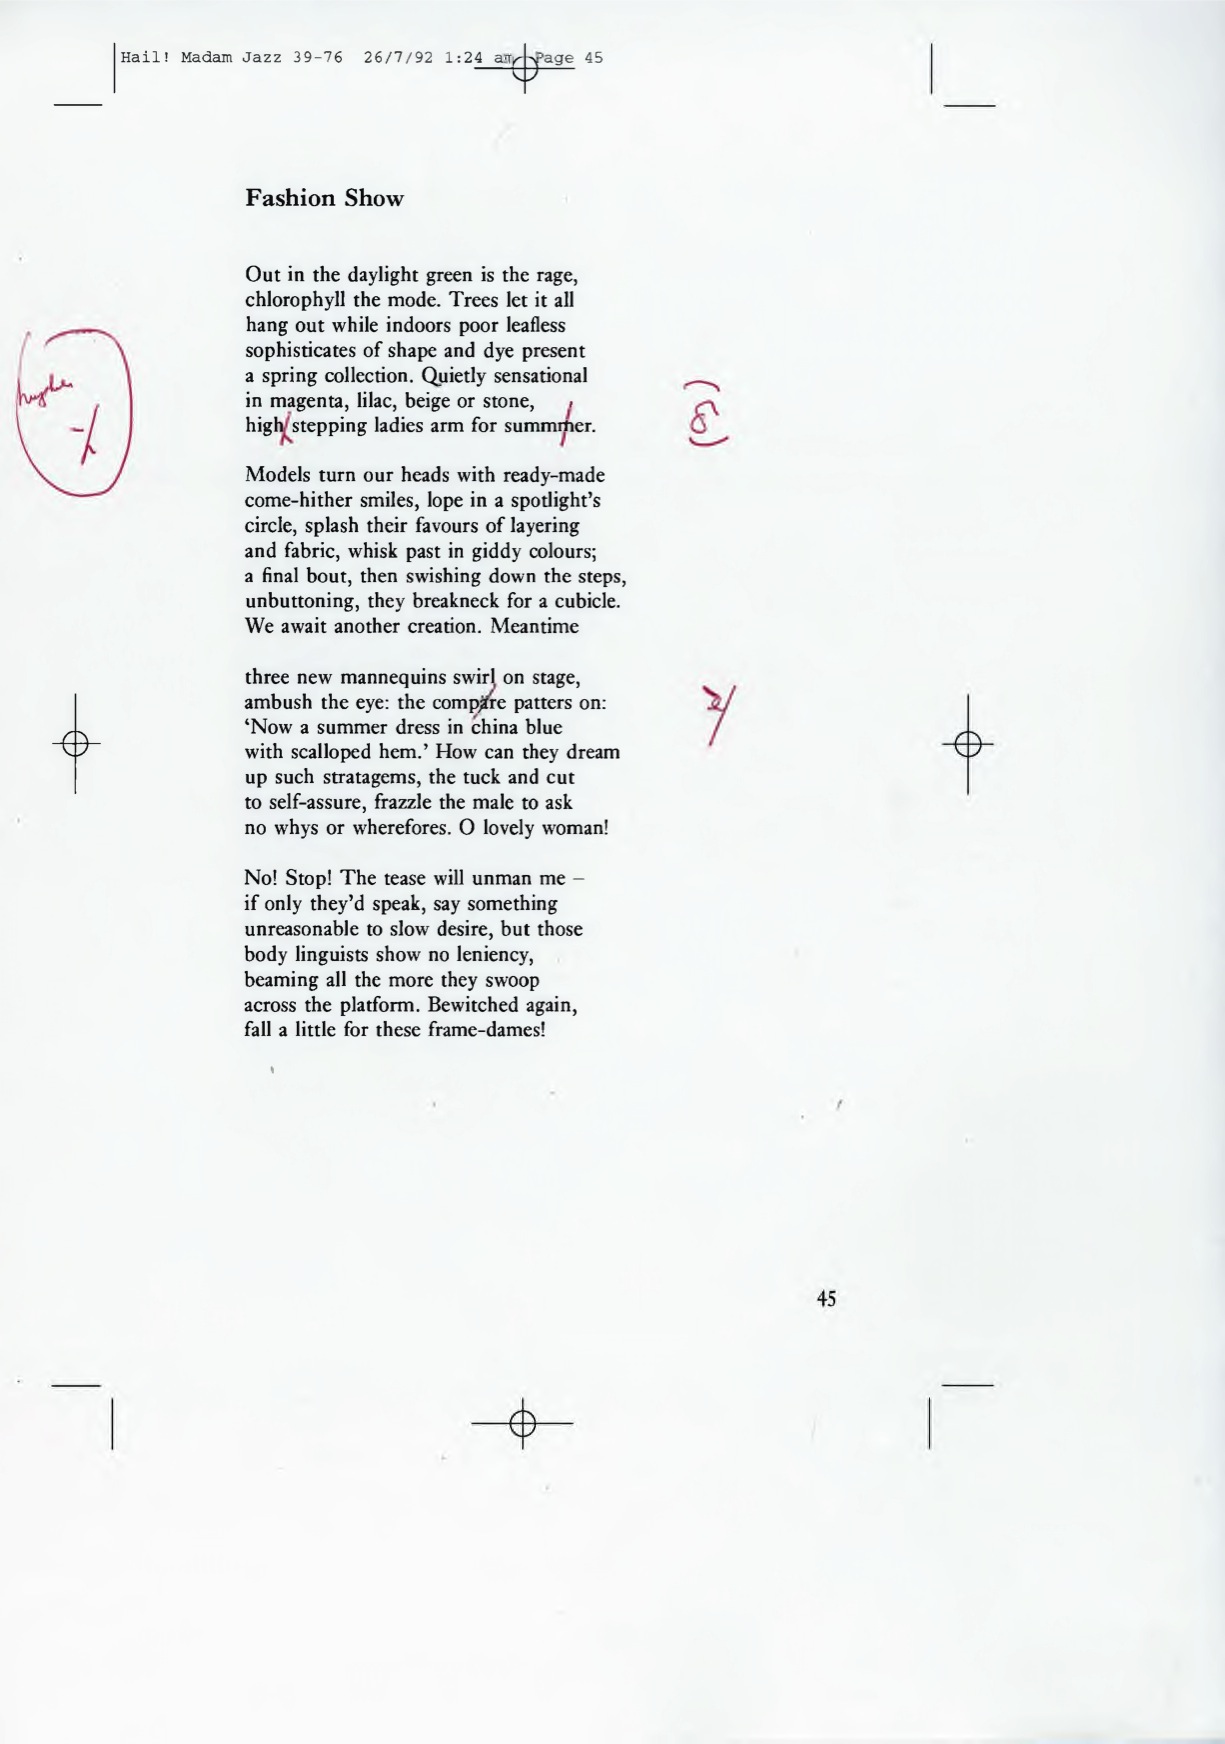 Hail! Madam Jazz 39-76  26/7/92 1:24 am  Page 45
Fashion Show
Out in the daylight green is the rage,
chlorophyll the mode. Trees let it all
hang out while indoors poor leafless
sophisticates of shape and dye present
a spring collection. Quietly sensational
in magenta, lilac, beige or stone,
hyphen -/
high stepping ladies arm for summmer.
Models turn our heads with ready-made
come-hither smiles, lope in a spotlight's
circle, splash their favours of layering
and fabric, whisk past in giddy colours;
a final bout, then swishing down the steps,
unbuttoning, they breakneck for a cubicle.
We await another creation. Meantime
three new mannequins swirl on stage,
ambush the eye: the compare patters on:
‘Now a summer dress in china blue
with scalloped hem.’ How can they dream
up such stratagems, the tuck and cut
to self-assure, frazzle the male to ask
no whys or wherefores. O lovely woman!
No! Stop! The tease will unman me –
if only they'd speak, say something
unreasonable to slow desire, but those
body linguists show no leniency,
beaming all the more they swoop
across the platform. Bewitched again,
fall a little for these frame-dames!
45